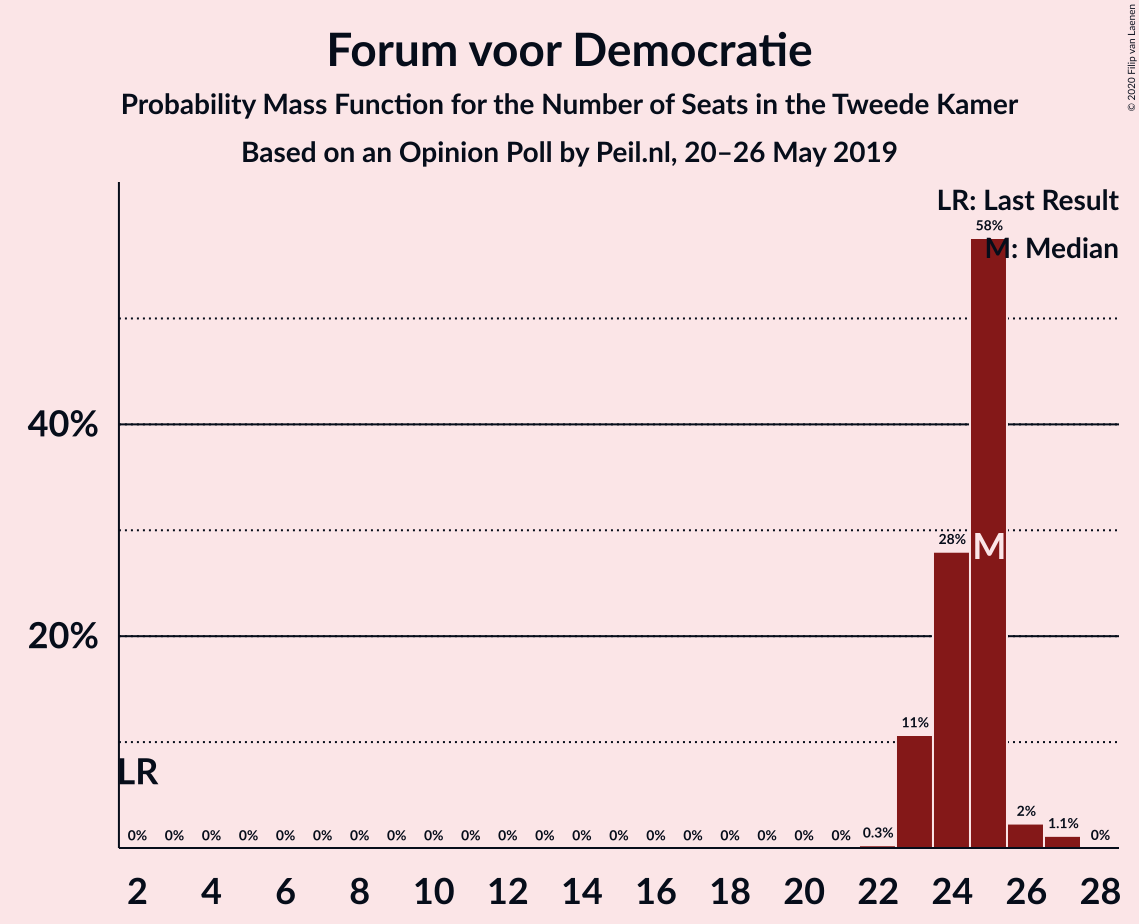 Forum voor Democratie
Probability Mass Function for the Number of Seats in the Tweede Kamer
Based on an Opinion Poll by Peil.nl, 20–26 May 2019
© 2020 Filip van Laenen
LR: Last Result
M: Median
58%
40%
28%
M
20%
11%
LR
0% 0% 0% 0% 0% 0% 0% 0% 0% 0% 0% 0% 0% 0% 0% 0% 0% 0% 0% 0% 0.3% 2% 1.1% 0%
2 4 6 8 10 12 14 16 18 20 22 24 26 28